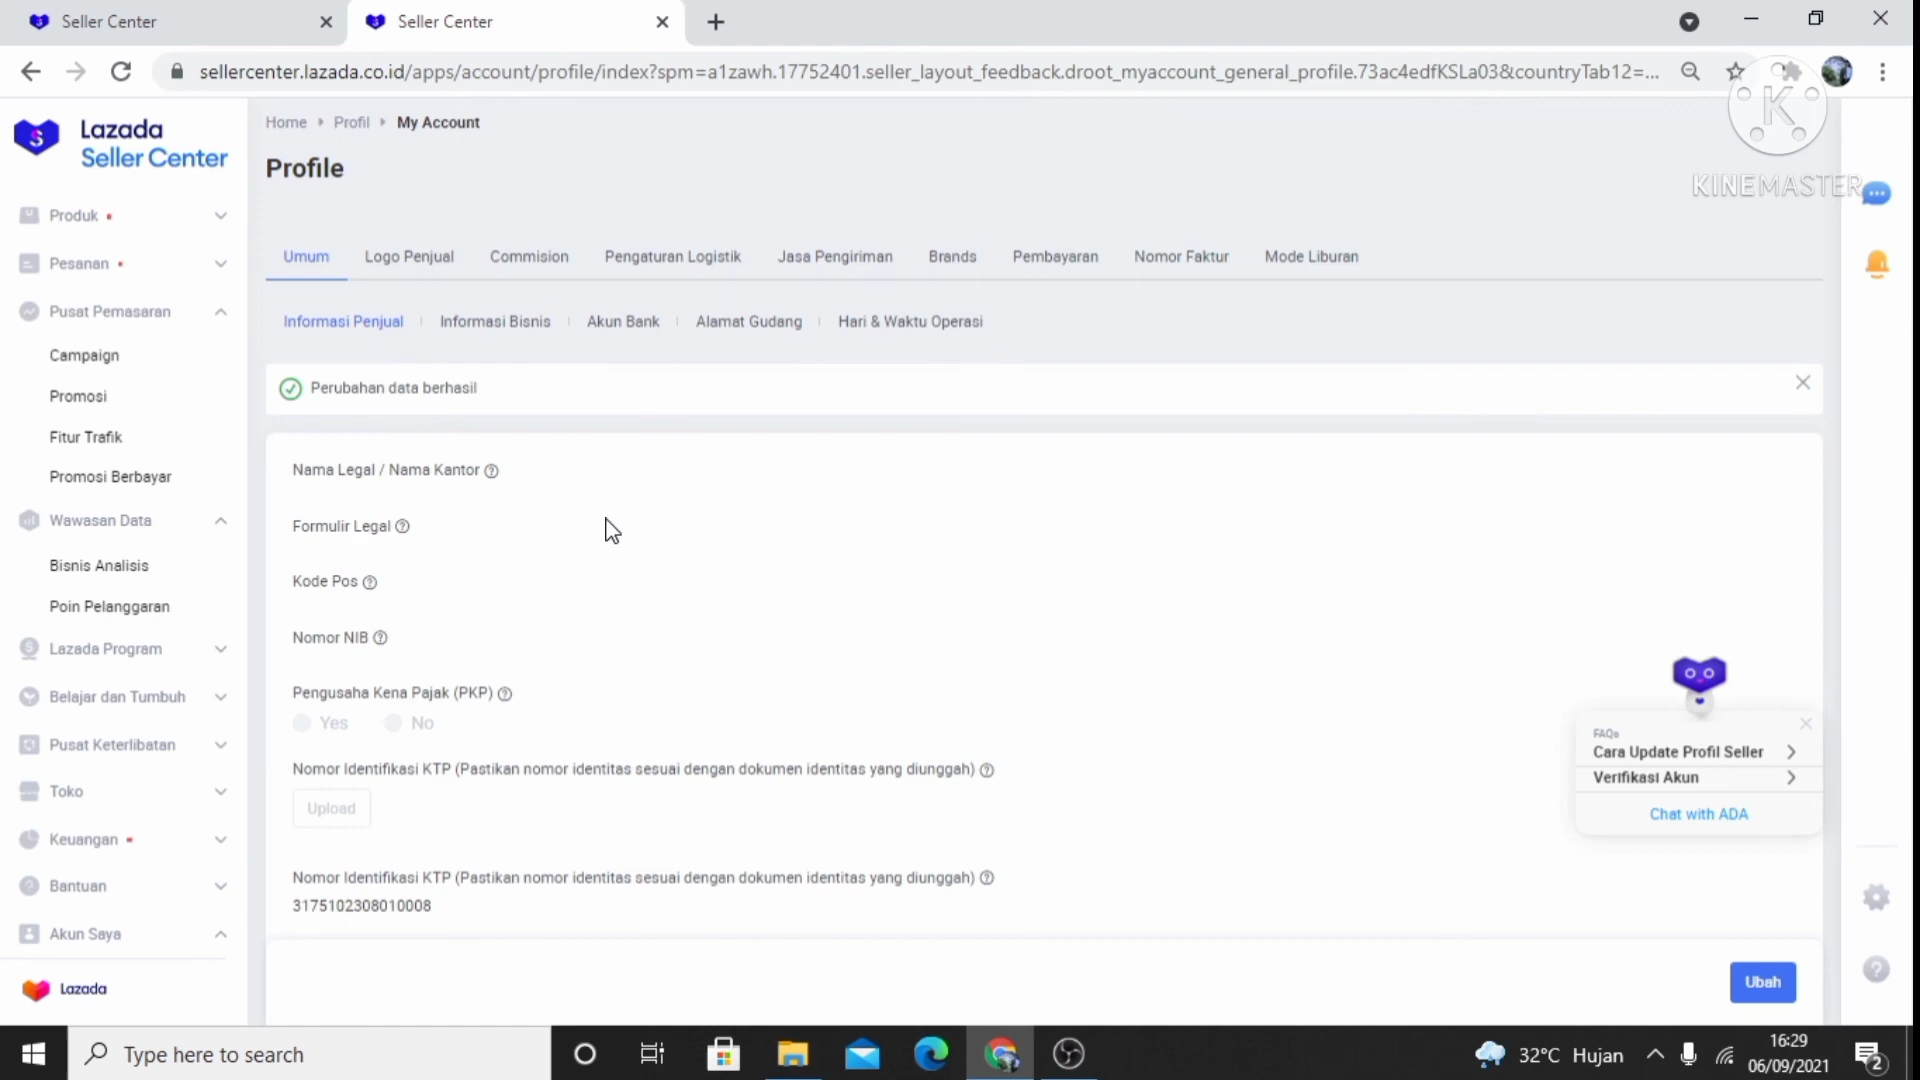 Seller Center
Seller Center
sellercenter.lazada.co.id/apps/account/profile/index?spm=a1zawh.17752401.seller_layout_feedback.droot_myaccount_general_profile.73ac4edfKSLa03&countryTab12=...
Lazada
Seller Center
Home
Profil
My Account
Profile
KINEMASTER
Produk
Pesanan
Pusat Pemasaran
Campaign
Promosi
Fitur Trafik
Promosi Berbayar
Wawasan Data
Bisnis Analisis
Poin Pelanggaran
Lazada Program
Belajar dan Tumbuh
Pusat Keterlibatan
Toko
Keuangan
Bantuan
Akun Saya
Lazada
Umum
Logo Penjual
Commision
Pengaturan Logistik
Jasa Pengiriman
Brands
Pembayaran
Nomor Faktur
Mode Liburan
Informasi Penjual
Informasi Bisnis
Akun Bank
Alamat Gudang
Hari & Waktu Operasi
Perubahan data berhasil
Nama Legal / Nama Kantor
Formulir Legal
Kode Pos
Nomor NIB
Pengusaha Kena Pajak (PKP)
Yes
No
Nomor Identifikasi KTP (Pastikan nomor identitas sesuai dengan dokumen identitas yang diunggah)
Upload
Nomor Identifikasi KTP (Pastikan nomor identitas sesuai dengan dokumen identitas yang diunggah)
3175102308010008
FAQs
Cara Update Profil Seller
Verifikasi Akun
Chat with ADA
Ubah
Type here to search
32°C Hujan
16:29
06/09/2021
2